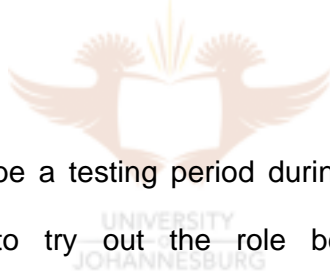 be a testing period durin
UNIVERSITY
to try out the role be
JOHANNESBURG